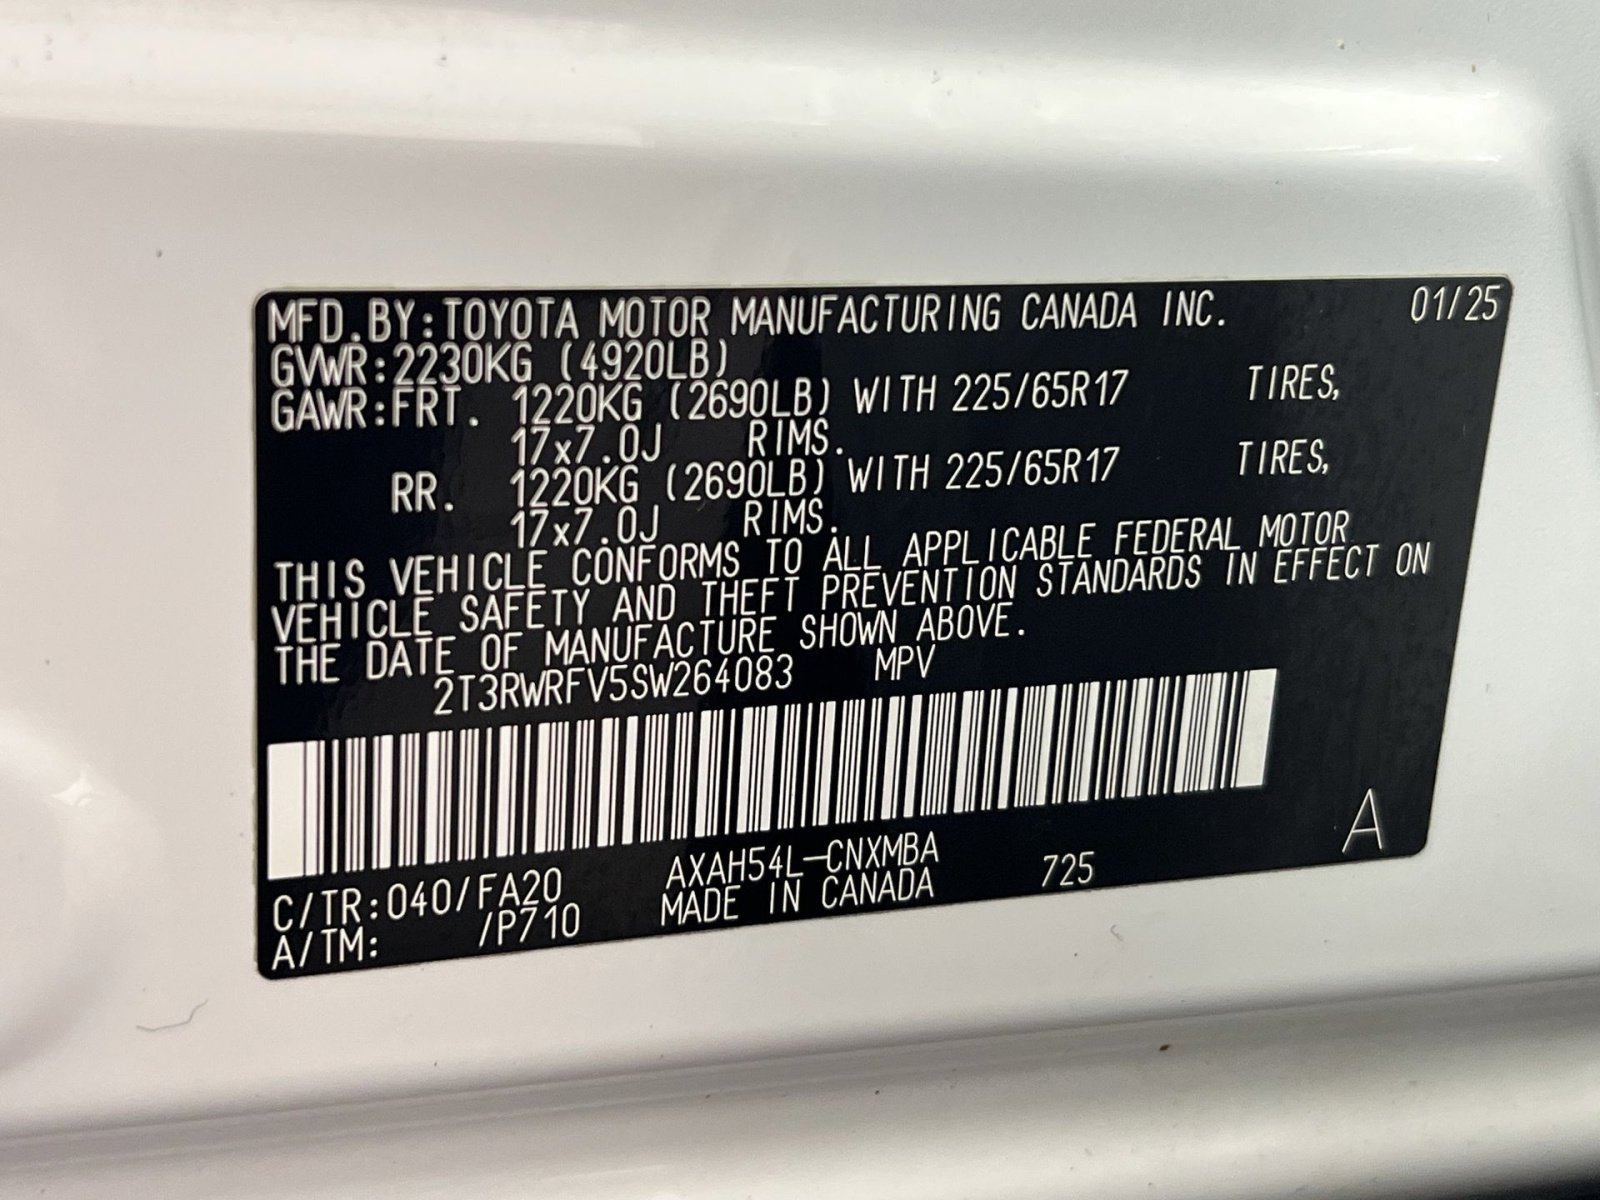 MFD.BY:TOYOTA MOTOR MANUFACTURING CANADA INC. 01/25
GVWR:2230KG (4920LB)
GAWR:FRT. 1220KG (2690LB) WITH 225/65R17 TIRES,
17x7.0J RIMS.
RR. 1220KG (2690LB) WITH 225/65R17 TIRES,
17x7.0J RIMS.
THIS VEHICLE CONFORMS TO ALL APPLICABLE FEDERAL MOTOR
VEHICLE SAFETY AND THEFT PREVENTION STANDARDS IN EFFECT ON
THE DATE OF MANUFACTURE SHOWN ABOVE.
2T3RWRFV5SW264083 MPV
C/TR:040/FA20 AXAH54L-CNXMBA 725 A
A/TM: /P710 MADE IN CANADA